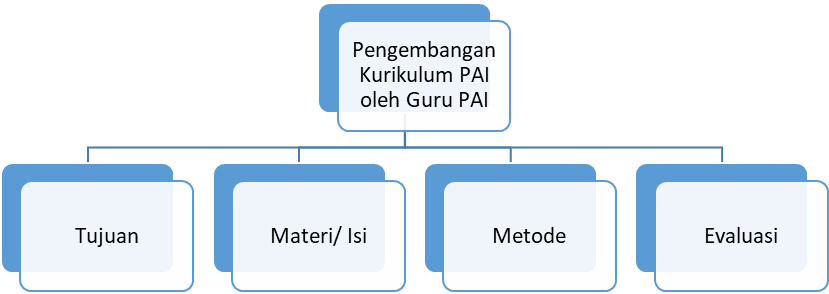 Pengembangan
Kurikulum PAI
oleh Guru PAI
Tujuan
Materi/ Isi
Metode
Evaluasi